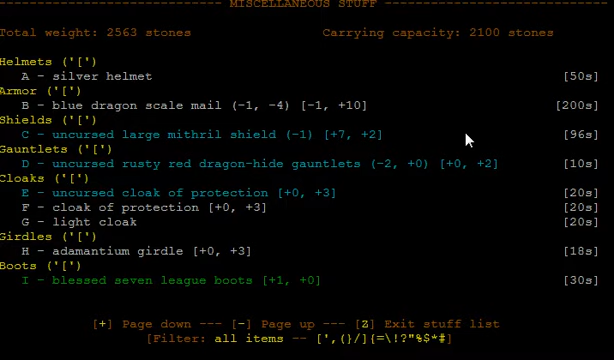 ---------------------------- MISCELLANEOUS STUFF ----------------------------
Total weight: 2563 stones Carrying capacity: 2100 stones
Helmets ('[')
A - silver helmet [50s]
Armor ('[')
B - blue dragon scale mail (-1, -4) [-1, +10] [200s]
Shields ('[')
C - uncursed large mithril shield (-1) [+7, +2] [96s]
Gauntlets ('[')
D - uncursed rusty red dragon-hide gauntlets (-2, +0) [+0, +2] [10s]
Cloaks ('[')
E - uncursed cloak of protection [+0, +3] [20s]
F - cloak of protection [+0, +3] [20s]
G - light cloak [20s]
Girdles ('[')
H - adamantium girdle [+0, +3] [18s]
Boots ('[')
I - blessed seven league boots [+1, +0] [30s]
[+] Page down --- [-] Page up --- [Z] Exit stuff list
[Filter: all items -- [',(}/]{=\!?"%$*#]